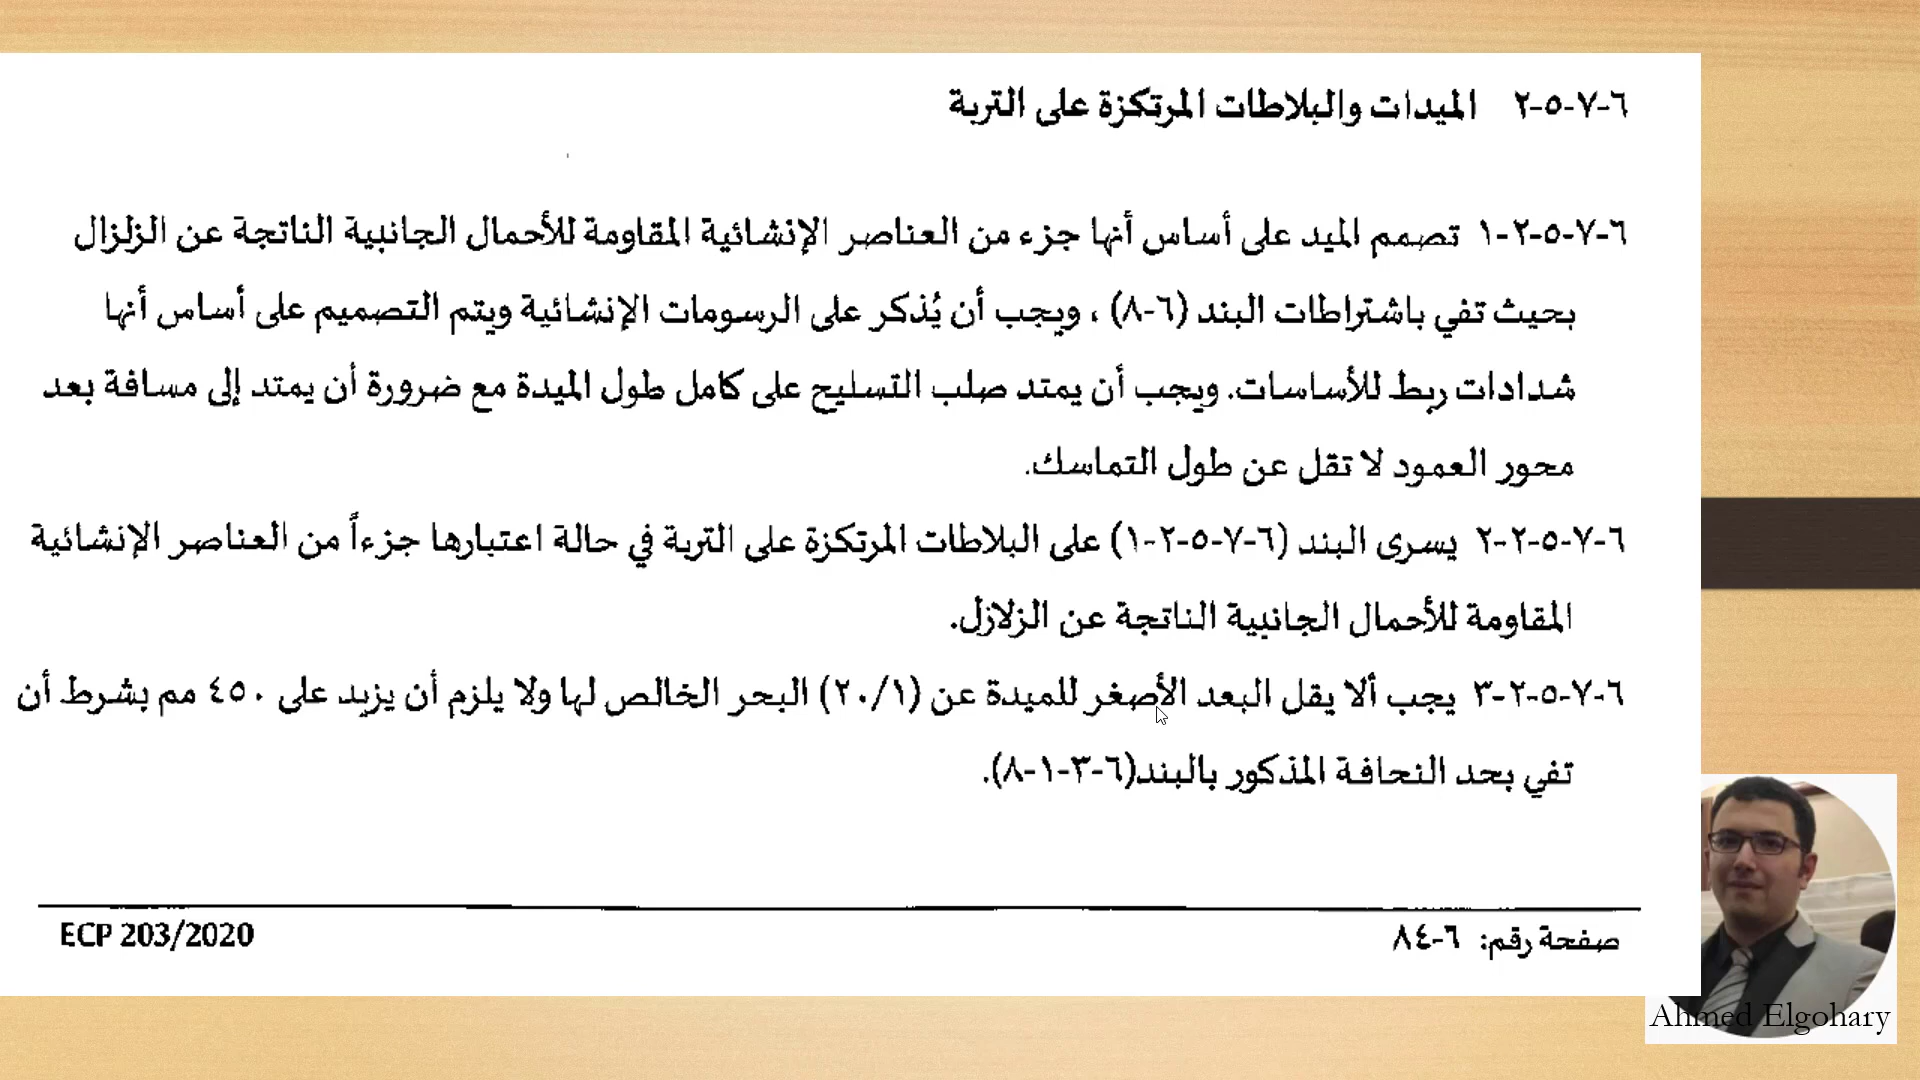 ٦-٧-٥-٢ الميدات والبلاطات المرتكزة على التربة
٦-٧-٥-٢-١ تصمم الميد على أساس أنها جزء من العناصر الإنشائية المقاومة للأحمال الجانبية الناتجة عن الزلزال
بحيث تفي باشتراطات البند (٦-٨) ، ويجب أن يُذكر على الرسومات الإنشائية ويتم التصميم على أساس أنها
شدادات ربط للأساسات. ويجب أن يمتد صلب التسليح على كامل طول الميدة مع ضرورة أن يمتد إلى مسافة بعد
محور العمود لا تقل عن طول التماسك.
٦-٧-٥-٢-٢ يسرى البند (٦-٧-٥-٢-١) على البلاطات المرتكزة على التربة في حالة اعتبارها جزءاً من العناصر الإنشائية
المقاومة للأحمال الجانبية الناتجة عن الزلازل.
٦-٧-٥-٢-٣ يجب ألا يقل البعد الأصغر للميدة عن (٢٠/١) البحر الخالص لها ولا يلزم أن يزيد على ٤٥٠ مم بشرط أن
تفي بحد النحافة المذكور بالبند(٦-٣-١-٨).
صفحة رقم: ٦-٨٤
ECP 203/2020
Ahmed Elgohary